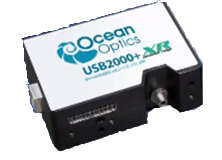 Ocean
Optics
USB2000+ XR